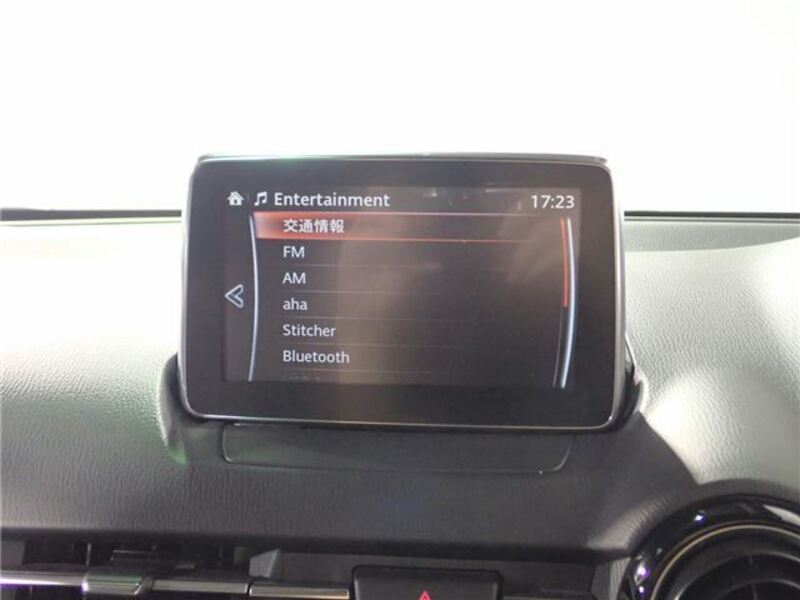 Entertainment 17:23
交通情報
FM
AM
aha
Stitcher
Bluetooth